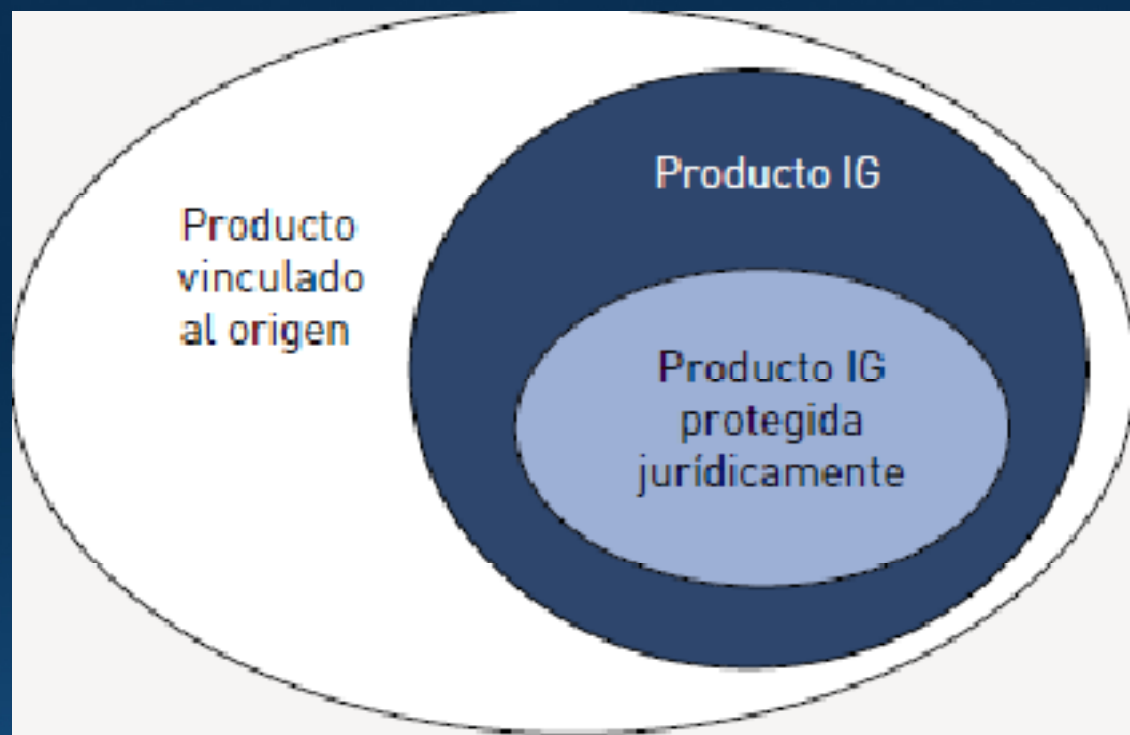 Producto IG
Producto
vinculado
al origen
Producto IG
protegida
jurídicamente